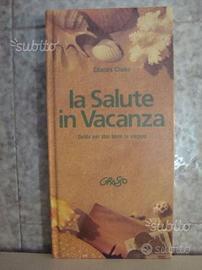 subito
la Salute
in Vacanza
Guida per star bene in viaggio
subito
subito